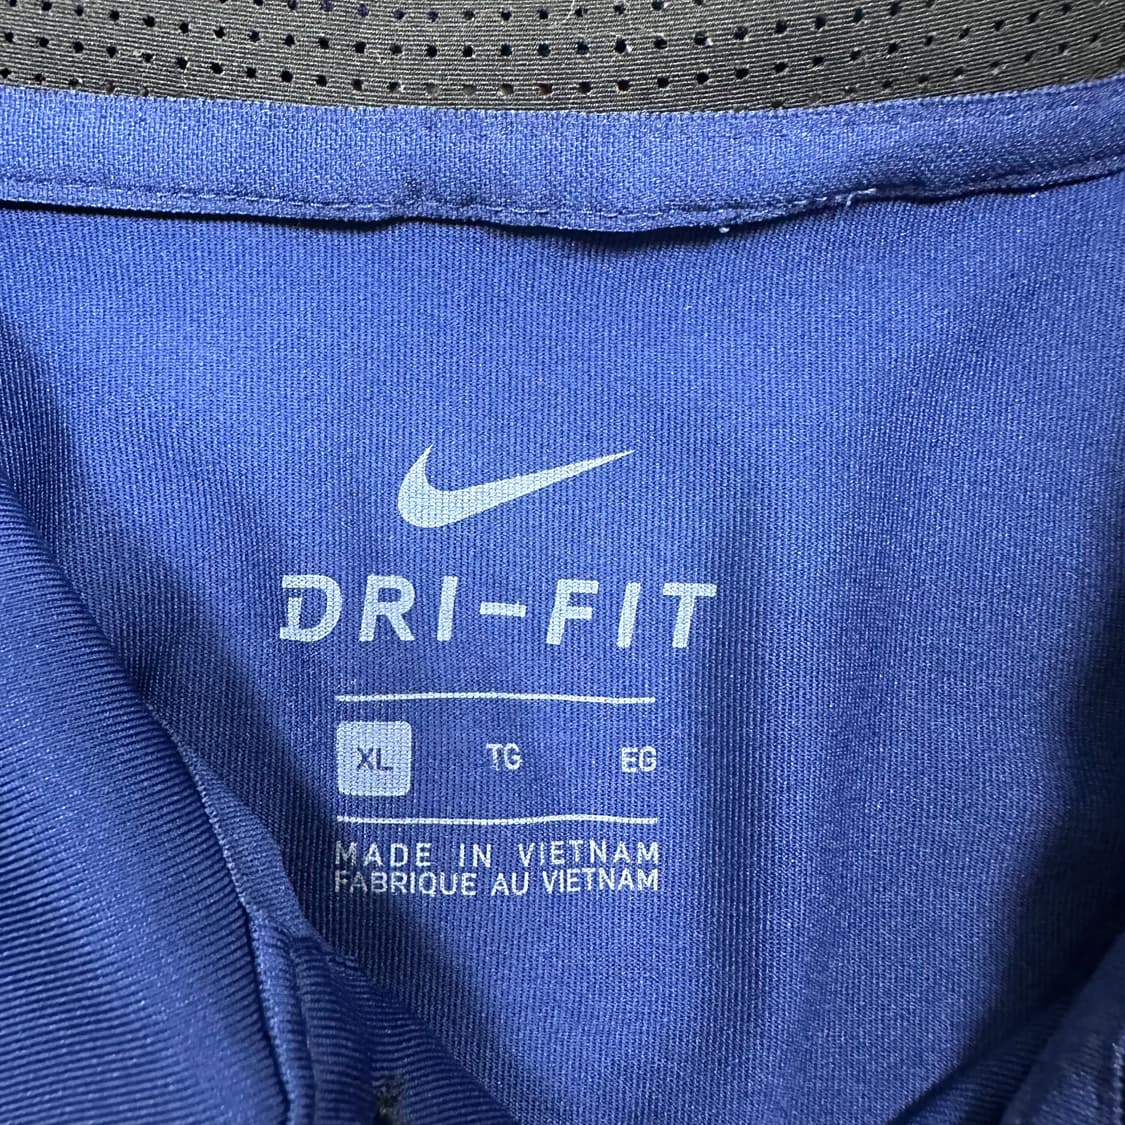 DRI-FIT
XL TG EG
MADE IN VIETNAM
FABRIQUE AU VIETNAM